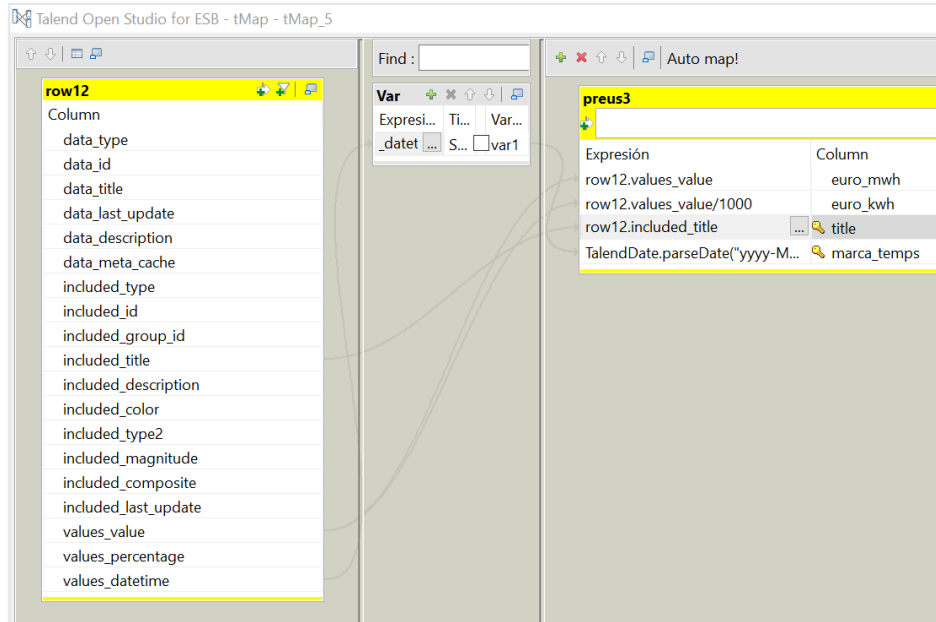 Talend Open Studio for ESB - tMap - tMap_5
row12
Column
data_type
data_id
data_title
data_last_update
data_description
data_meta_cache
included_type
included_id
included_group_id
included_title
included_description
included_color
included_type2
included_magnitude
included_composite
included_last_update
values_value
values_percentage
values_datetime
Find :
Var
Expresi... Ti... Var...
_datet ... S... var1
Auto map!
preus3
Expresión Column
row12.values_value euro_mwh
row12.values_value/1000 euro_kwh
row12.included_title ... title
TalendDate.parseDate("yyyy-M... marca_temps